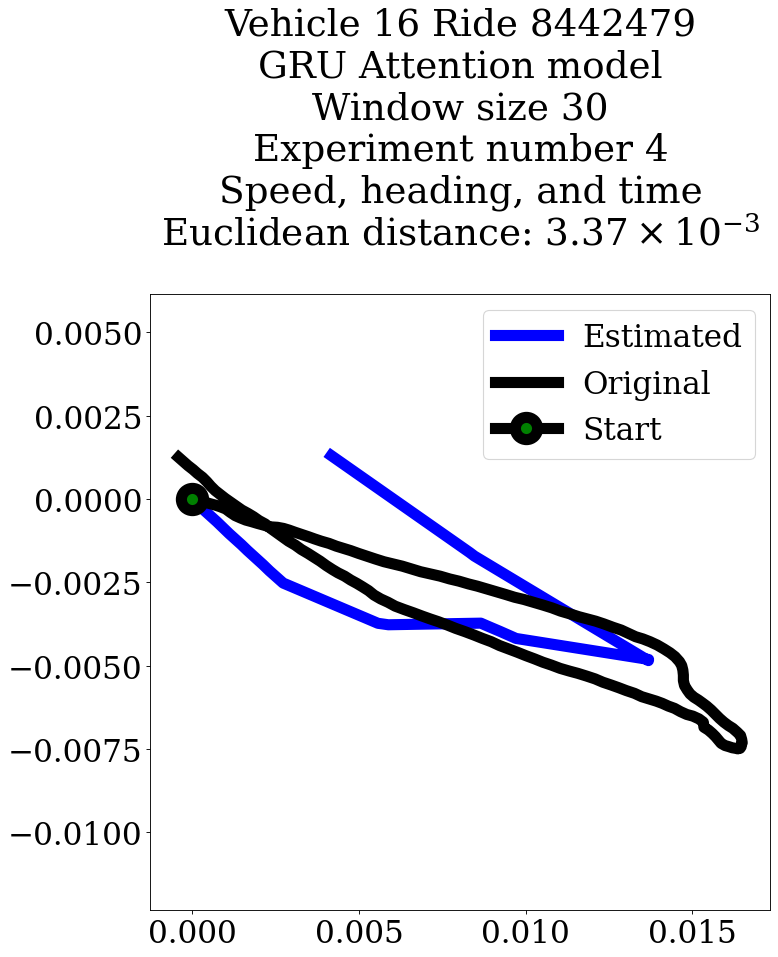 Vehicle 16 Ride 8442479
GRU Attention model
Window size 30
Experiment number 4
Speed, heading, and time
Euclidean distance: 3.37 × 10⁻³
Estimated
Original
Start
0.0050
0.0025
0.0000
−0.0025
−0.0050
−0.0075
−0.0100
0.000 0.005 0.010 0.015